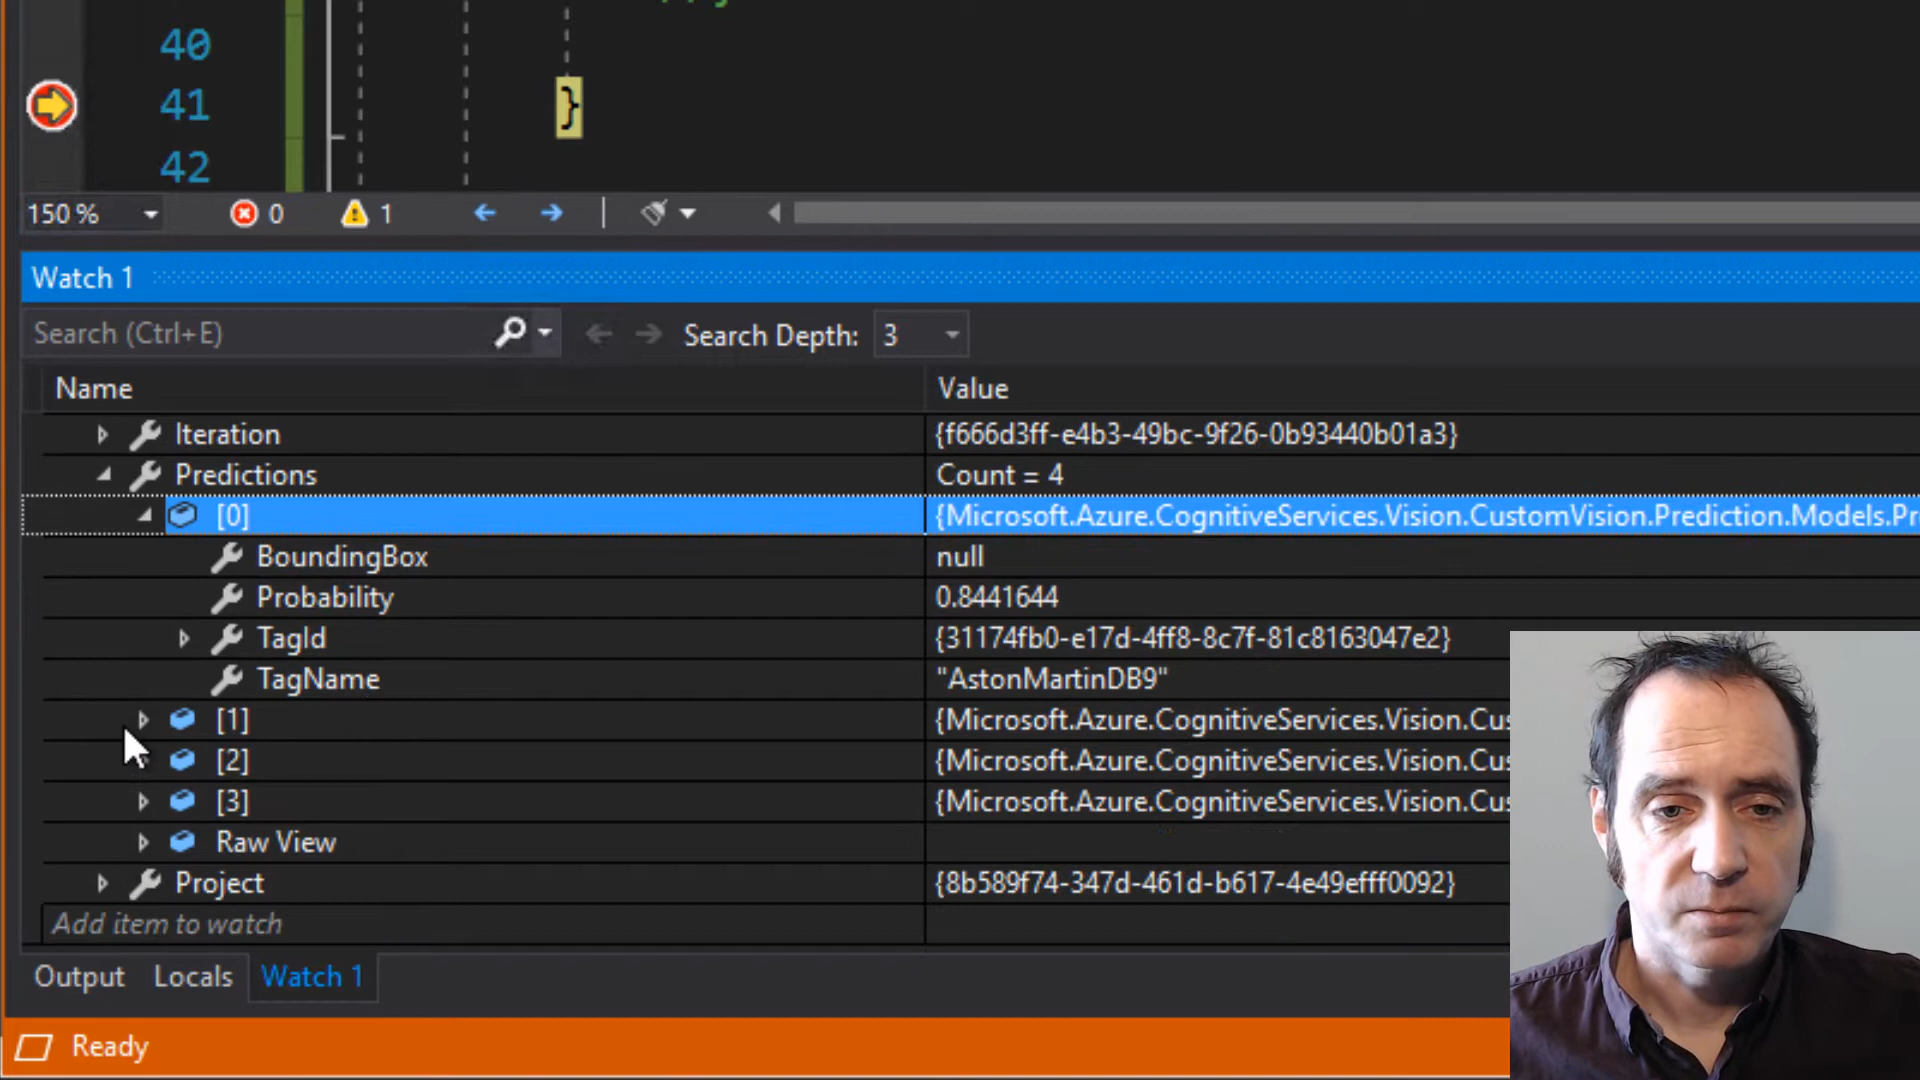 40
41 }
42
150 % 0 1
Watch 1
Search (Ctrl+E) Search Depth: 3
Name Value
Iteration {f666d3ff-e4b3-49bc-9f26-0b93440b01a3}
Predictions Count = 4
[0] {Microsoft.Azure.CognitiveServices.Vision.CustomVision.Prediction.Models.Pr
BoundingBox null
Probability 0.8441644
TagId {31174fb0-e17d-4ff8-8c7f-81c8163047e2}
TagName "AstonMartinDB9"
[1] {Microsoft.Azure.CognitiveServices.Vision.Cus
[2] {Microsoft.Azure.CognitiveServices.Vision.Cus
[3] {Microsoft.Azure.CognitiveServices.Vision.Cus
Raw View
Project {8b589f74-347d-461d-b617-4e49efff0092}
Add item to watch
Output Locals Watch 1
Ready